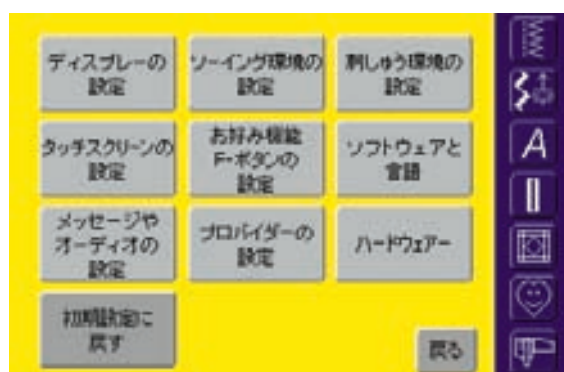 ディスプレーの
設定
ソーイング環境の
設定
刺しゅう環境の
設定
タッチスクリーンの
設定
お好み機能
F-ボタンの
設定
ソフトウェアと
言語
メッセージや
オーディオの
設定
プロバイダーの
設定
ハードウェアー
初期設定に
戻す
戻る
A